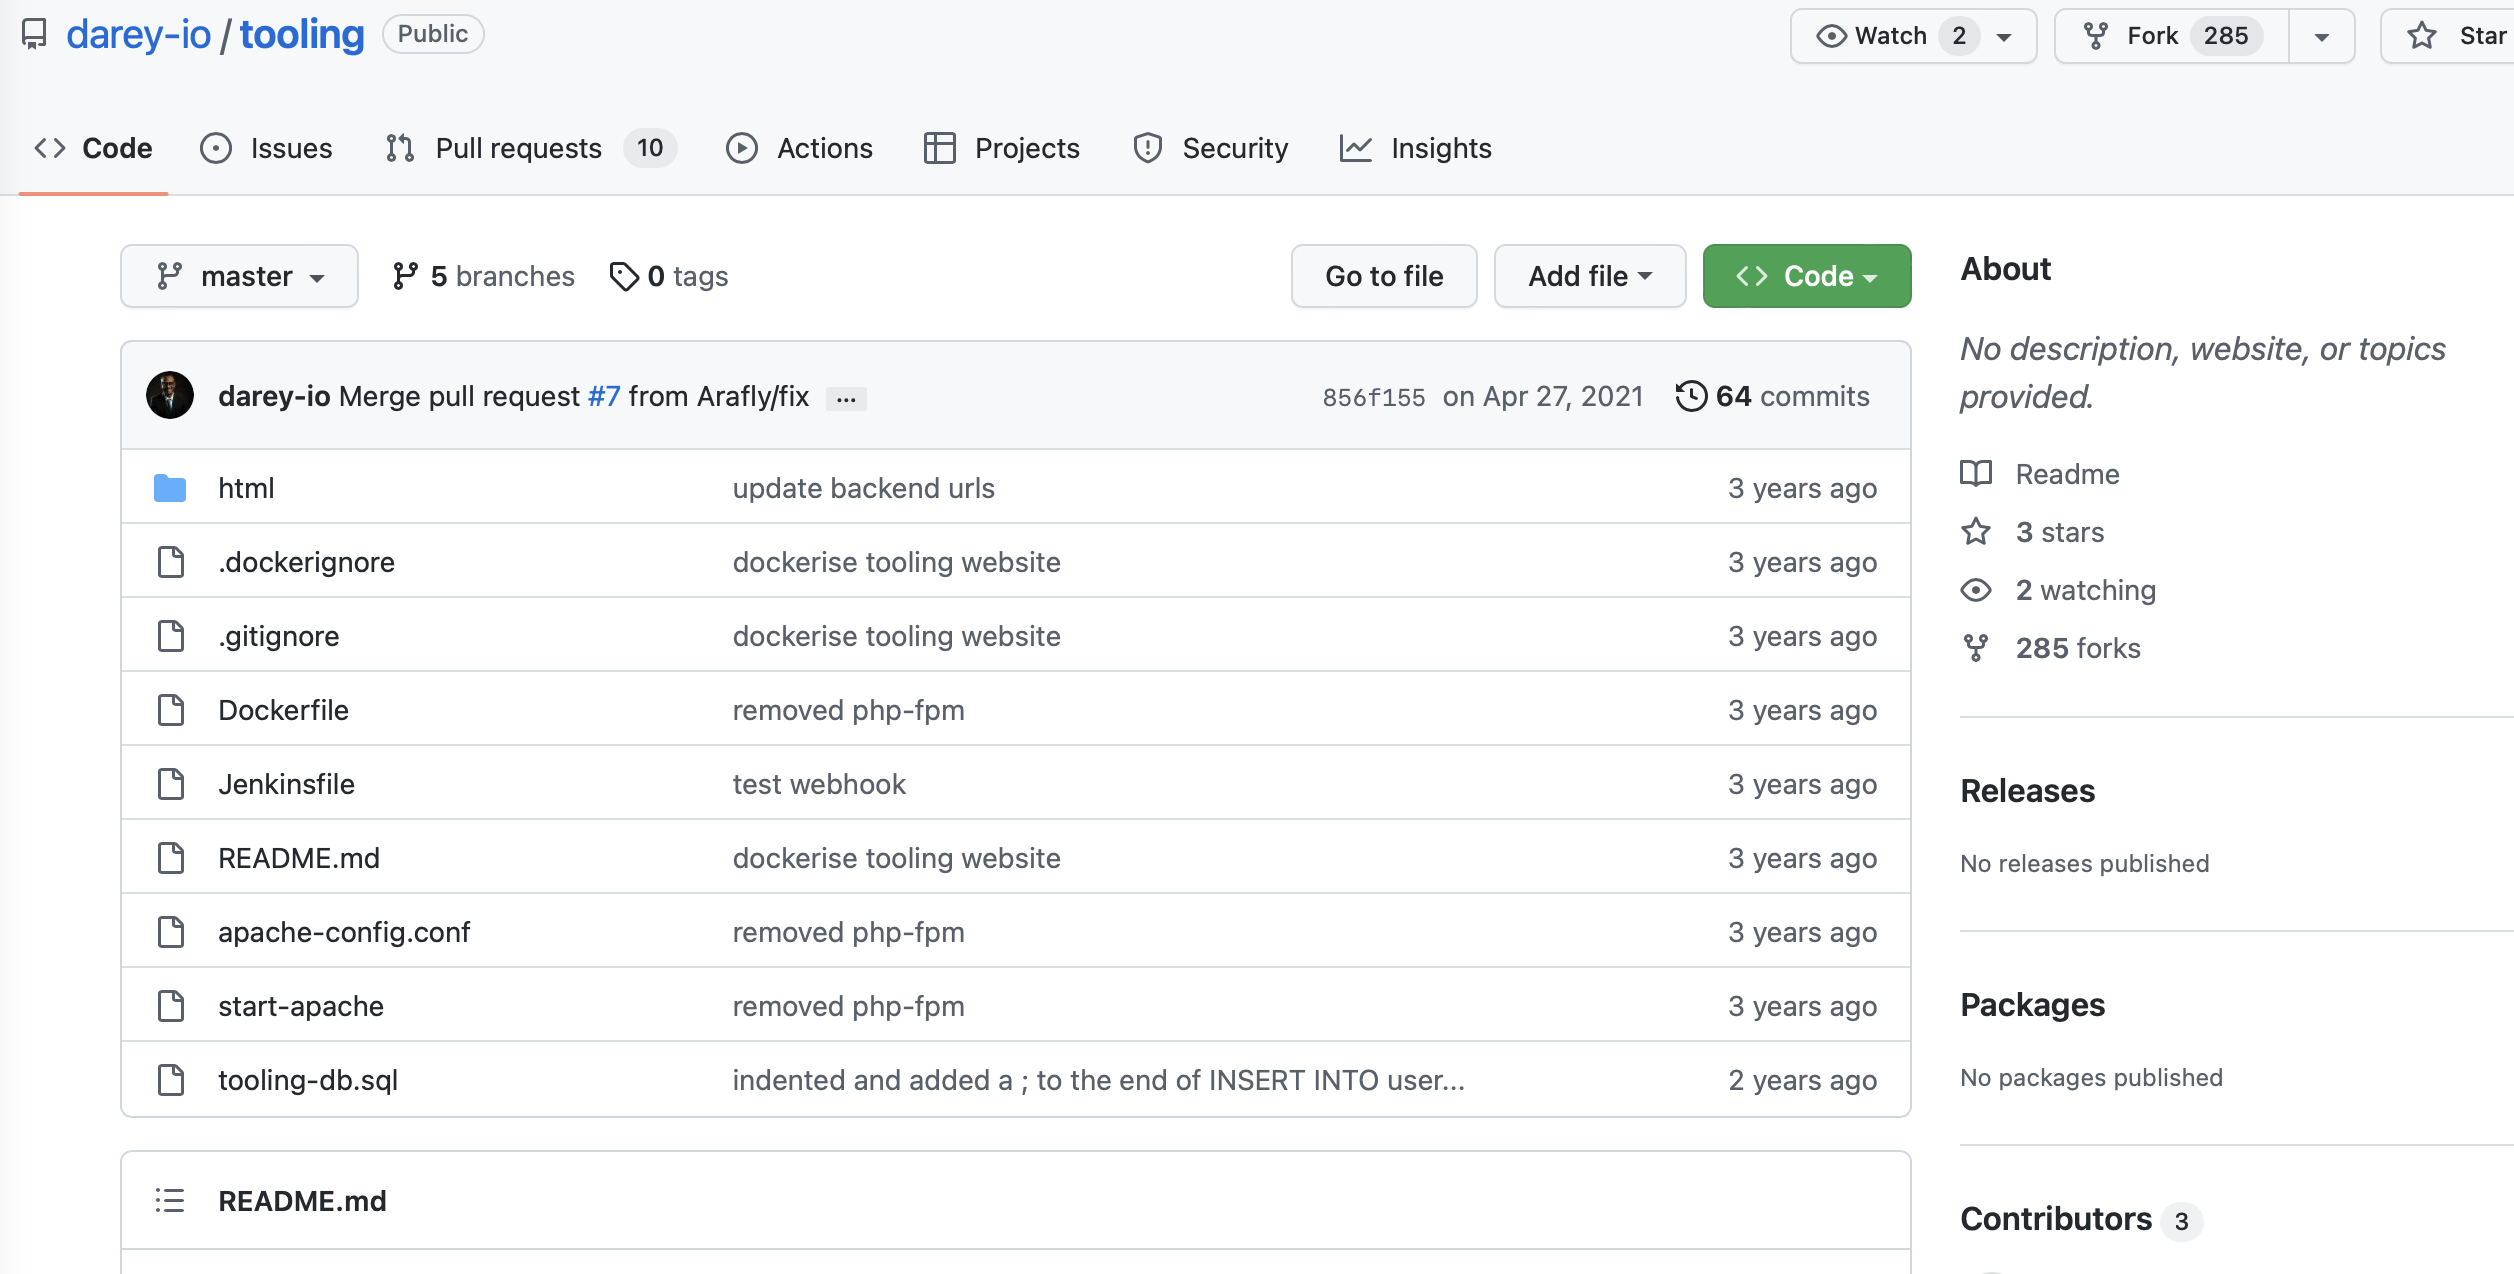 darey-io / tooling Public Watch 2 Fork 285 Star
Code Issues Pull requests 10 Actions Projects Security Insights
master 5 branches 0 tags Go to file Add file Code
darey-io Merge pull request #7 from Arafly/fix ... 856f155 on Apr 27, 2021 64 commits
html update backend urls 3 years ago
.dockerignore dockerise tooling website 3 years ago
.gitignore dockerise tooling website 3 years ago
Dockerfile removed php-fpm 3 years ago
Jenkinsfile test webhook 3 years ago
README.md dockerise tooling website 3 years ago
apache-config.conf removed php-fpm 3 years ago
start-apache removed php-fpm 3 years ago
tooling-db.sql indented and added a ; to the end of INSERT INTO user... 2 years ago
README.md
About
No description, website, or topics
provided.
Readme
3 stars
2 watching
285 forks
Releases
No releases published
Packages
No packages published
Contributors 3